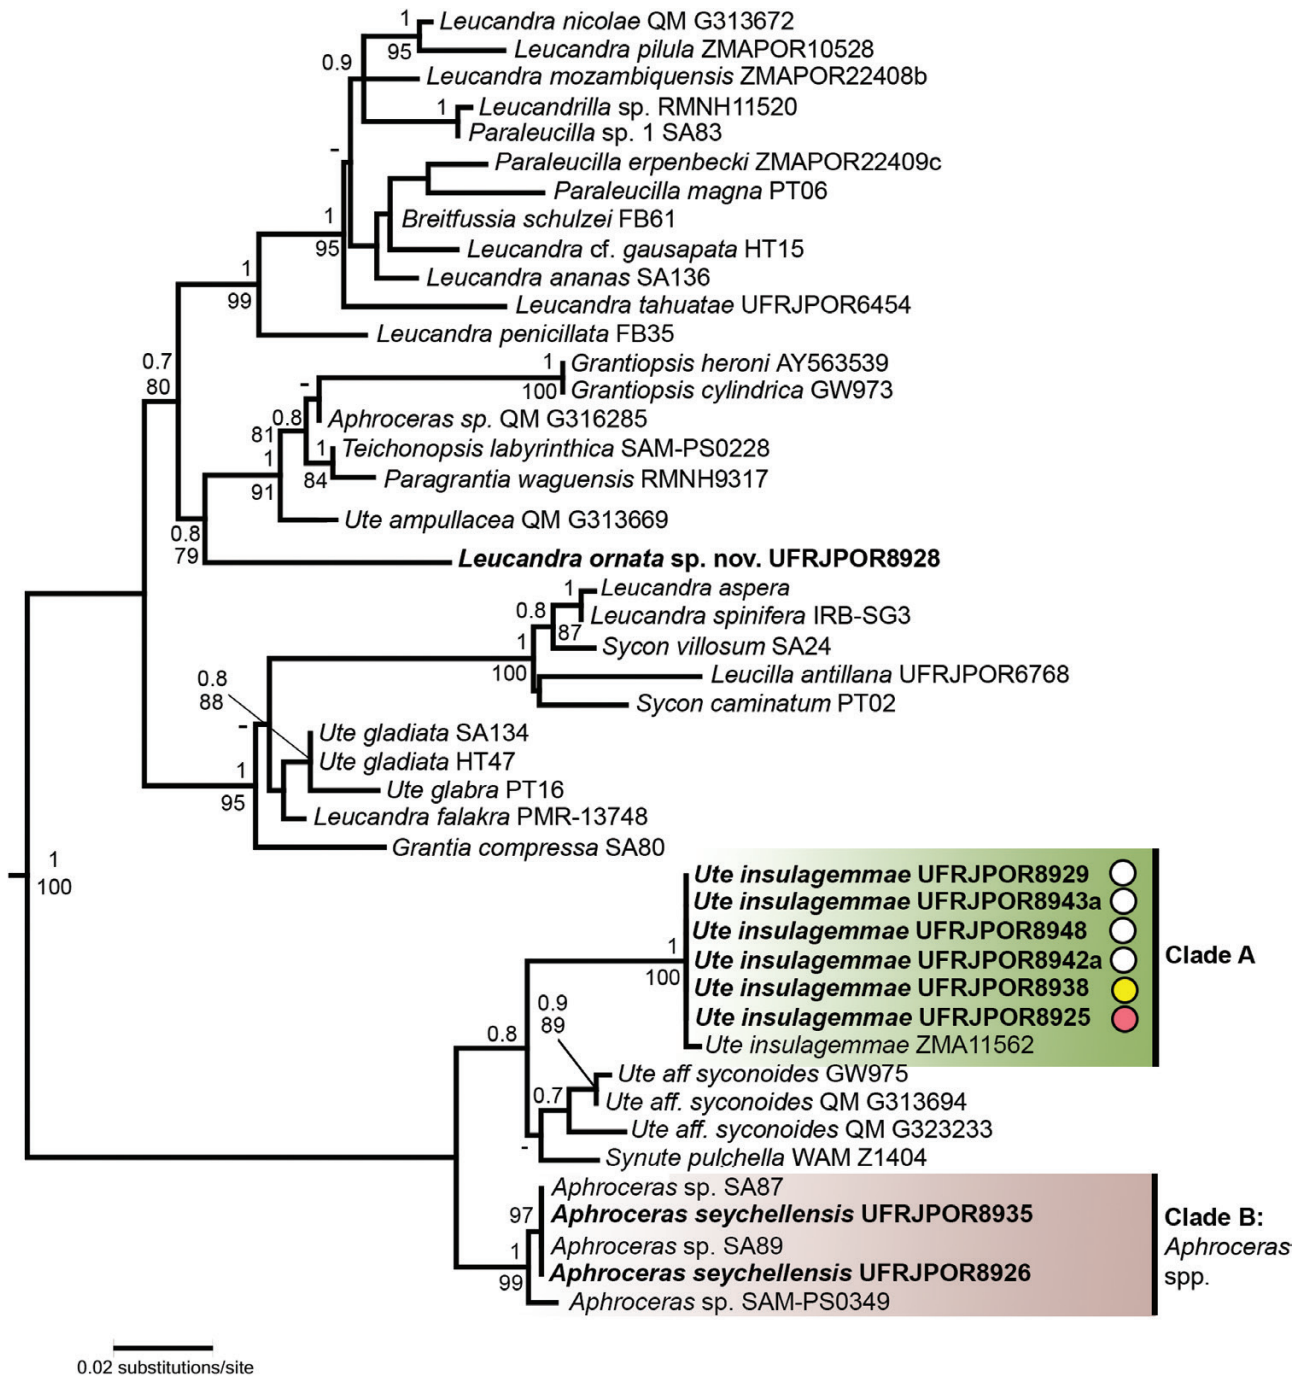 1
Leucandra nicolae QM G313672
95
Leucandra pilula ZMAPOR10528
0.9
Leucandra mozambiquensis ZMAPOR22408b
1
Leucandrilla sp. RMNH11520
Paraleucilla sp. 1 SA83
-
Paraleucilla erpenbecki ZMAPOR22409c
Paraleucilla magna PT06
1
Breitfussia schulzei FB61
95
Leucandra cf. gausapata HT15
1
Leucandra ananas SA136
99
Leucandra tahuatae UFRJPOR6454
Leucandra penicillata FB35
0.7
80
1
Grantiopsis heroni AY563539
-
100
Grantiopsis cylindrica GW973
0.8
Aphroceras sp. QM G316285
81
1
Teichonopsis labyrinthica SAM-PS0228
1
84
Paragrantia waguensis RMNH9317
91
Ute ampullacea QM G313669
0.8
79
Leucandra ornata sp. nov. UFRJPOR8928
1
Leucandra aspera
0.8
Leucandra spinifera IRB-SG3
87
1
Sycon villosum SA24
100
Leucilla antillana UFRJPOR6768
0.8
88
Sycon caminatum PT02
-
Ute gladiata SA134
Ute gladiata HT47
1
Ute glabra PT16
95
Leucandra falakra PMR-13748
Grantia compressa SA80
1
100
Ute insulagemmae UFRJPOR8929
Ute insulagemmae UFRJPOR8943a
Ute insulagemmae UFRJPOR8948
1
Ute insulagemmae UFRJPOR8942a
Clade A
100
Ute insulagemmae UFRJPOR8938
0.9
89
Ute insulagemmae UFRJPOR8925
0.8
Ute insulagemmae ZMA11562
Ute aff syconoides GW975
0.7
Ute aff. syconoides QM G313694
Ute aff. syconoides QM G323233
-
Synute pulchella WAM Z1404
Aphroceras sp. SA87
97
Aphroceras seychellensis UFRJPOR8935
Clade B:
Aphroceras
spp.
1
Aphroceras sp. SA89
99
Aphroceras seychellensis UFRJPOR8926
Aphroceras sp. SAM-PS0349
0.02 substitutions/site